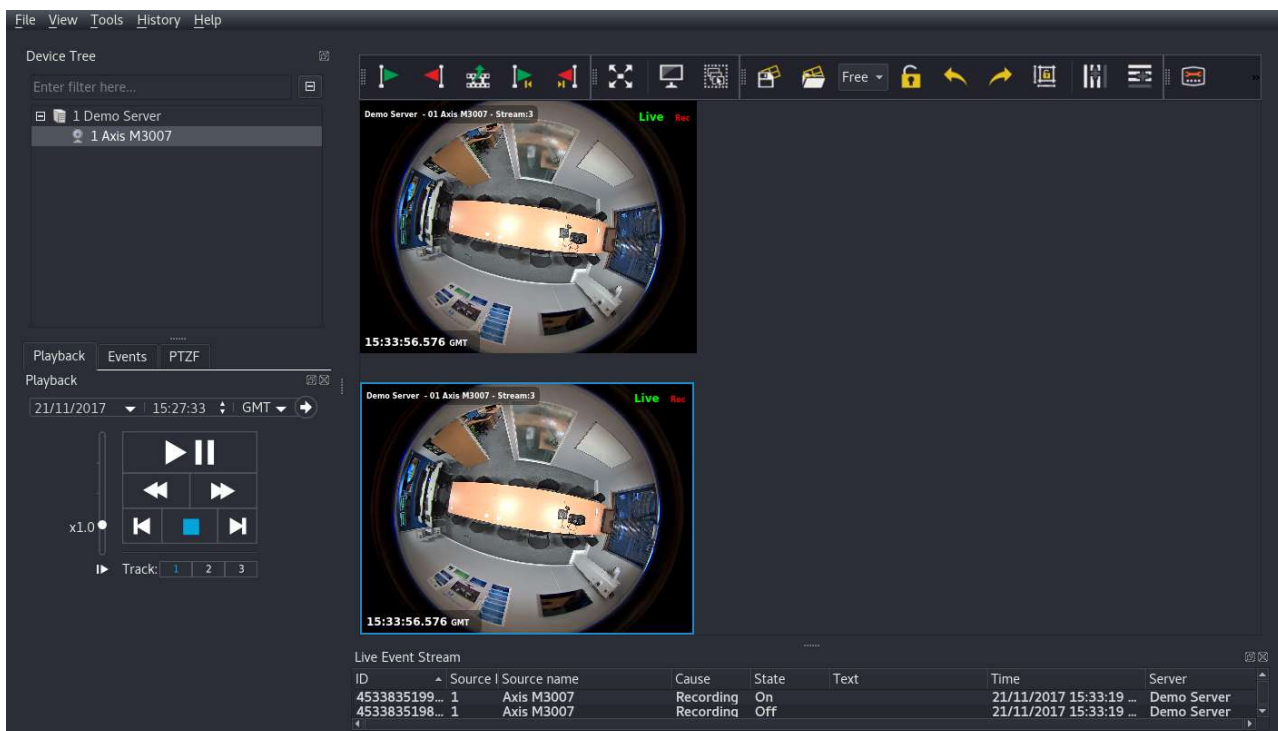 File View Tools History Help
Device Tree
Enter filter here...
1 Demo Server
1 Axis M3007
Free
Demo Server - 01 Axis M3007 - Stream:3 Live Rec
15:33:56.576 GMT
Demo Server - 01 Axis M3007 - Stream:3 Live Rec
15:33:56.576 GMT
Playback Events PTZF
Playback
21/11/2017 15:27:33 GMT
x1.0
Track: 1 2 3
Live Event Stream
ID Source I Source name Cause State Text Time Server
4533835199... 1 Axis M3007 Recording On 21/11/2017 15:33:19 ... Demo Server
4533835198... 1 Axis M3007 Recording Off 21/11/2017 15:33:19 ... Demo Server